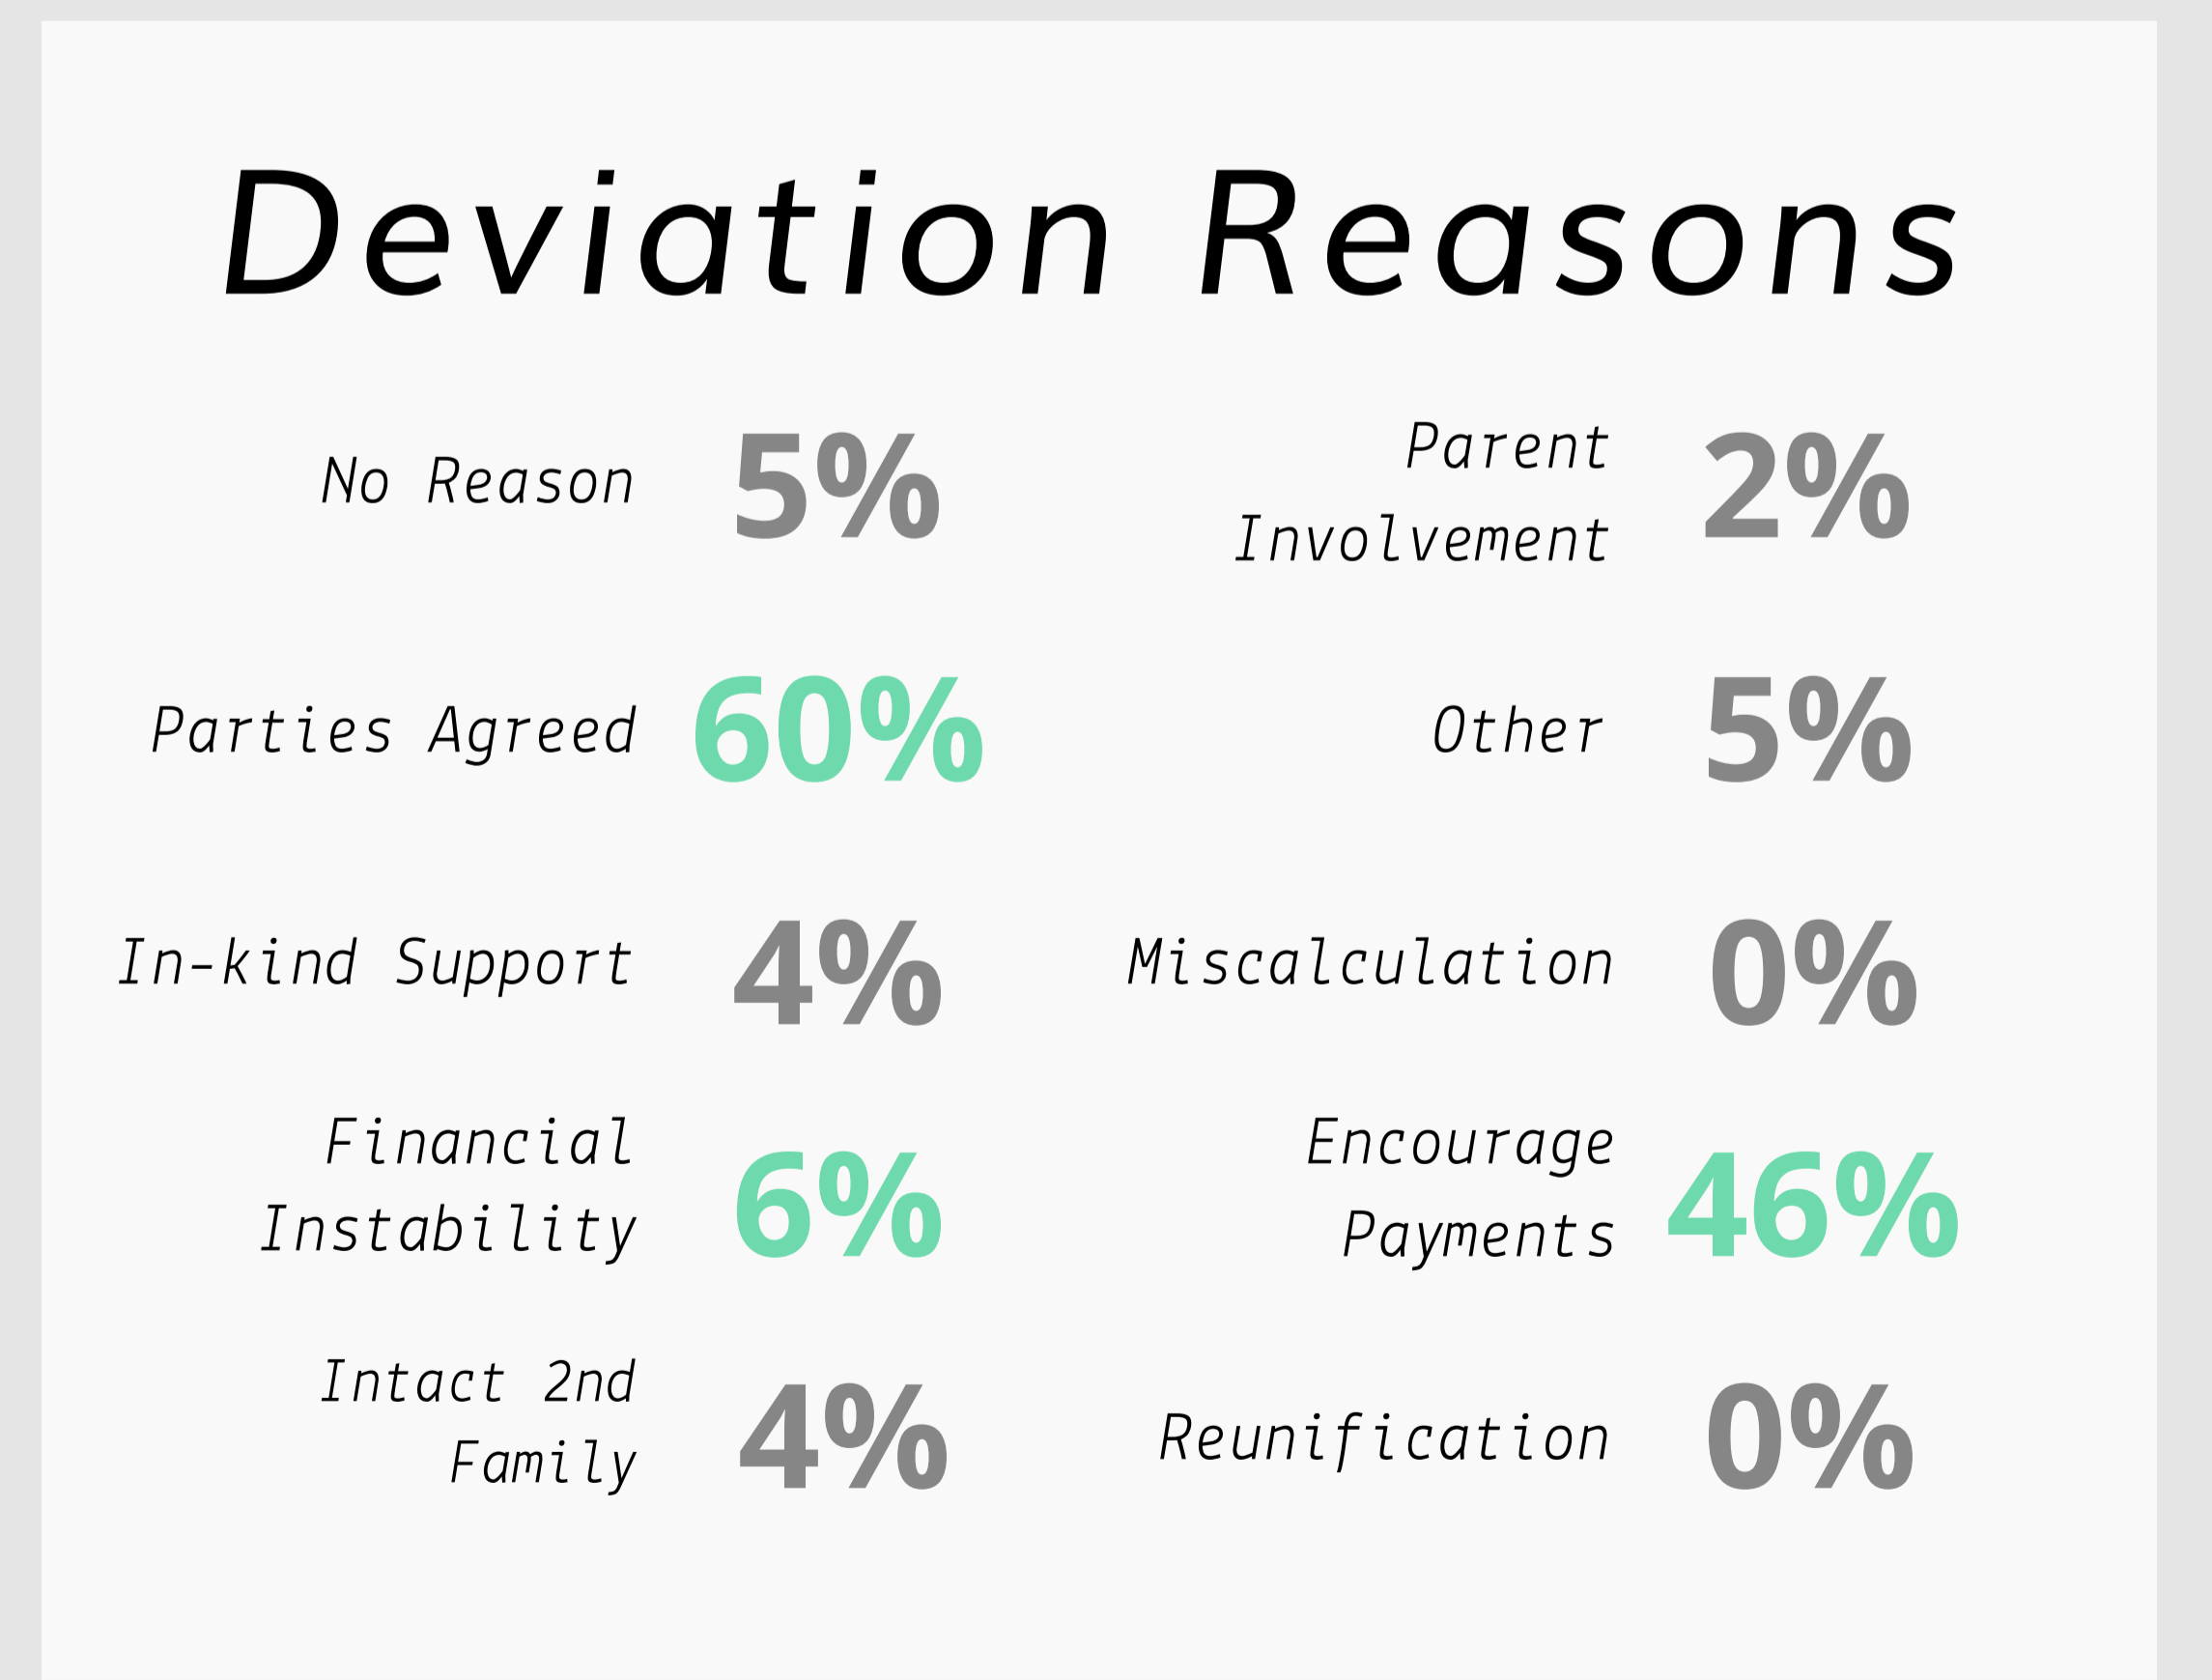 Deviation Reasons
No Reason 5%
Parent
Involvement 2%
Parties Agreed 60%
Other 5%
In-kind Support 4%
Miscalculation 0%
Financial
Instability 6%
Encourage
Payments 46%
Intact 2nd
Family 4%
Reunification 0%